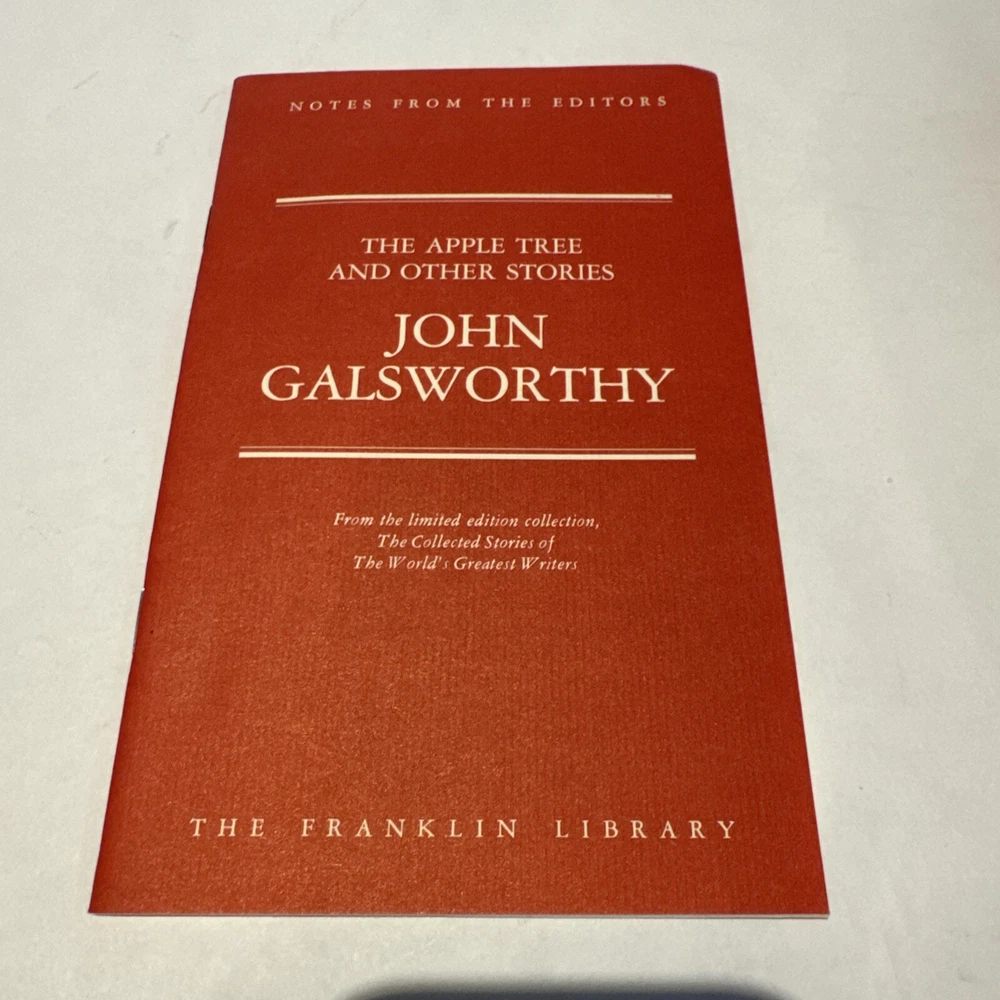 NOTES FROM THE EDITORS
THE APPLE TREE
AND OTHER STORIES
JOHN
GALSWORTHY
From the limited edition collection,
The Collected Stories of
The World's Greatest Writers
THE FRANKLIN LIBRARY